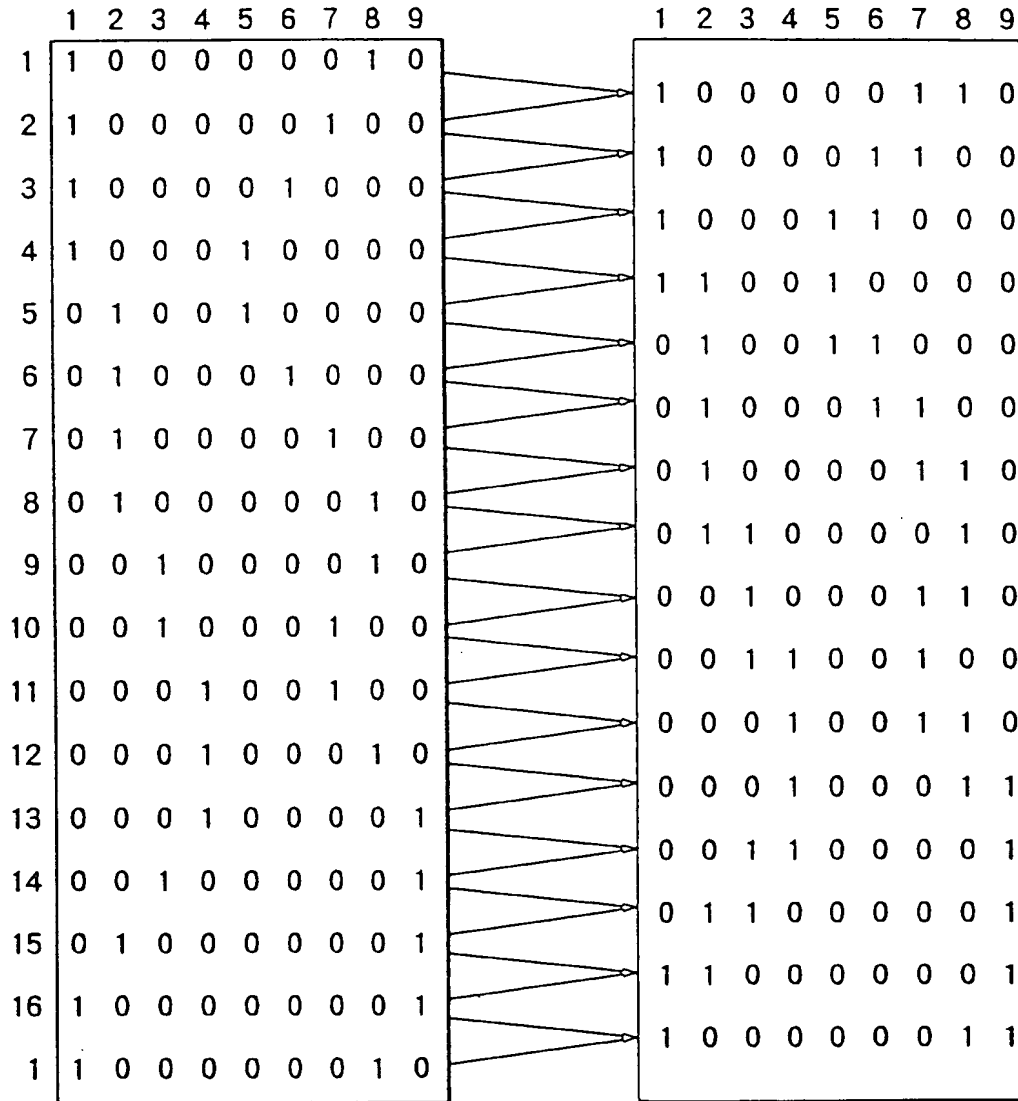 1 2 3 4 5 6 7 8 9
1 1 0 0 0 0 0 0 1 0
2 1 0 0 0 0 0 1 0 0
3 1 0 0 0 0 1 0 0 0
4 1 0 0 0 1 0 0 0 0
5 0 1 0 0 1 0 0 0 0
6 0 1 0 0 0 1 0 0 0
7 0 1 0 0 0 0 1 0 0
8 0 1 0 0 0 0 0 1 0
9 0 0 1 0 0 0 0 1 0
10 0 0 1 0 0 0 1 0 0
11 0 0 0 1 0 0 1 0 0
12 0 0 0 1 0 0 0 1 0
13 0 0 0 1 0 0 0 0 1
14 0 0 1 0 0 0 0 0 1
15 0 1 0 0 0 0 0 0 1
16 1 0 0 0 0 0 0 0 1
1 1 0 0 0 0 0 0 1 0
1 2 3 4 5 6 7 8 9
1 0 0 0 0 0 1 1 0
1 0 0 0 0 1 1 0 0
1 0 0 0 1 1 0 0 0
1 1 0 0 1 0 0 0 0
0 1 0 0 1 1 0 0 0
0 1 0 0 0 1 1 0 0
0 1 0 0 0 0 1 1 0
0 1 1 0 0 0 0 1 0
0 0 1 0 0 0 1 1 0
0 0 1 1 0 0 1 0 0
0 0 0 1 0 0 1 1 0
0 0 0 1 0 0 0 1 1
0 0 1 1 0 0 0 0 1
0 1 1 0 0 0 0 0 1
1 1 0 0 0 0 0 0 1
1 0 0 0 0 0 0 1 1